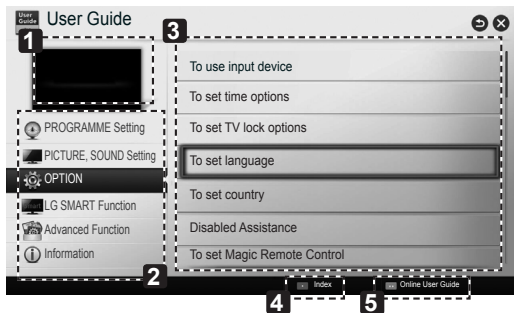 User Guide
User Guide
1
3
To use input device
To set time options
PROGRAMME Setting
To set TV lock options
PICTURE, SOUND Setting
To set language
OPTION
To set country
LG SMART Function
Advanced Function
Disabled Assistance
Information
To set Magic Remote Control
2
Index
Online User Guide
4
5